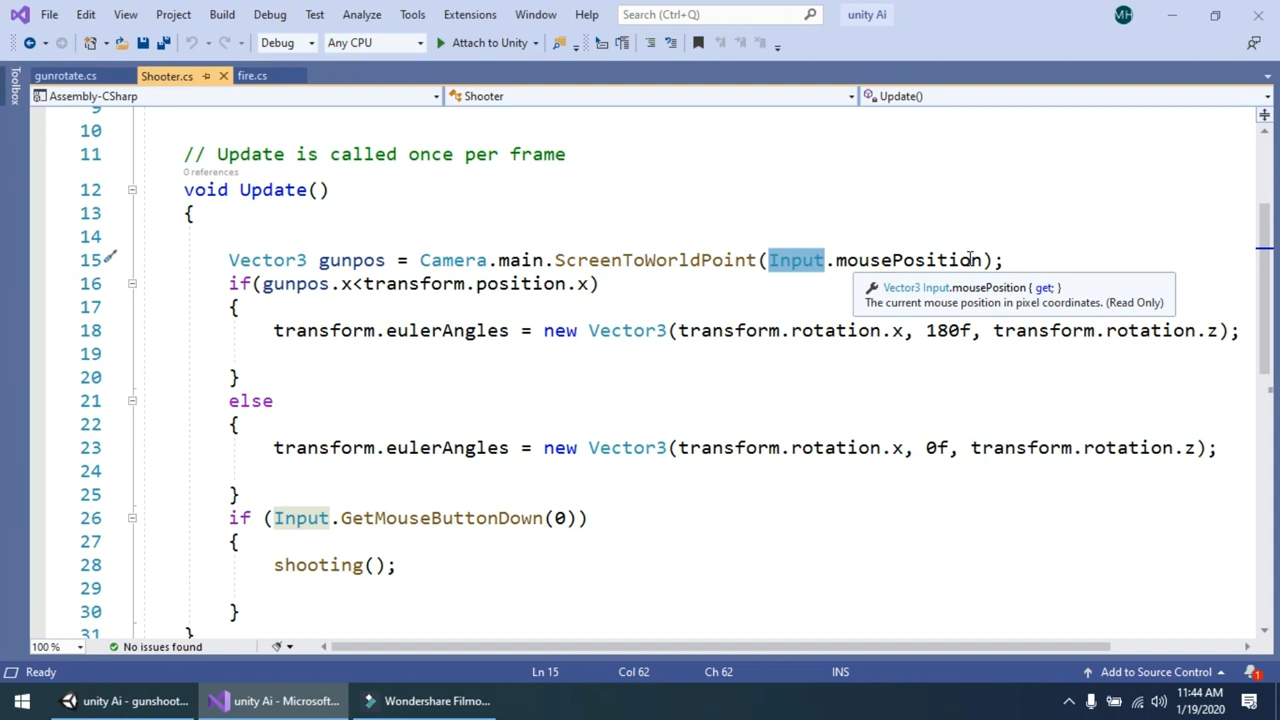 File Edit View Project Build Debug Test Analyze Tools Extensions Window Help Search (Ctrl+Q) unity Ai MH
Debug Any CPU Attach to Unity
gunrotate.cs Shooter.cs fire.cs
Toolbox
Assembly-CSharp Shooter Update()
9
10
11 // Update is called once per frame
0 references
12 void Update()
13 {
14
15 Vector3 gunpos = Camera.main.ScreenToWorldPoint(Input.mousePosition);
16 if(gunpos.x<transform.position.x)
Vector3 Input.mousePosition { get; }
The current mouse position in pixel coordinates. (Read Only)
17 {
18 transform.eulerAngles = new Vector3(transform.rotation.x, 180f, transform.rotation.z);
19
20 }
21 else
22 {
23 transform.eulerAngles = new Vector3(transform.rotation.x, 0f, transform.rotation.z);
24
25 }
26 if (Input.GetMouseButtonDown(0))
27 {
28 shooting();
29
30 }
31 }
100 % No issues found
Ready Ln 15 Col 62 Ch 62 INS Add to Source Control 1
unity Ai - gunshoot... unity Ai - Microsoft... Wondershare Filmo... 11:44 AM
1/19/2020